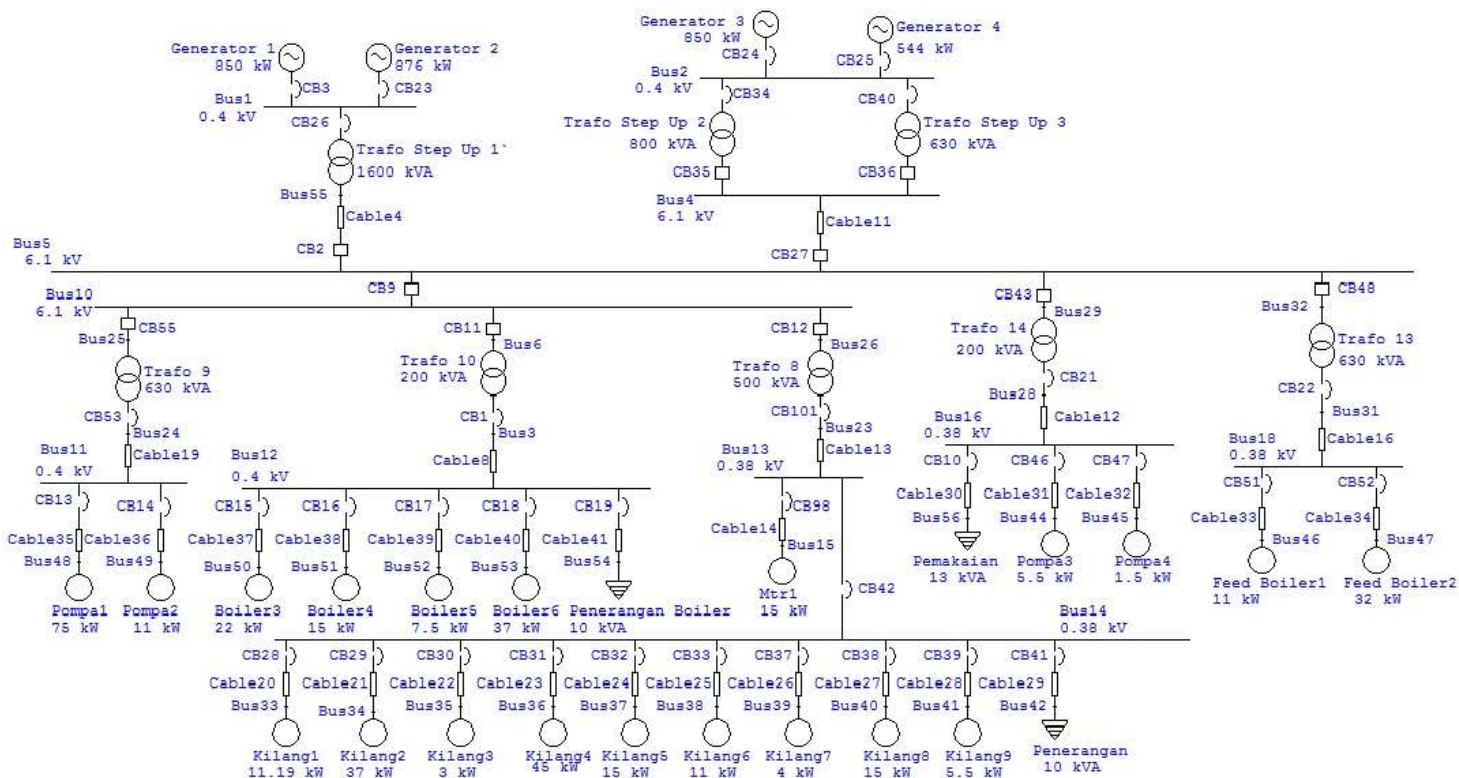 Generator 1
850 kW
Generator 2
876 kW
Generator 3
850 kW
Generator 4
544 kW
CB3
CB23
CB24
CB25
Bus1
0.4 kV
Bus2
0.4 kV
CB26
CB34
CB40
Trafo Step Up 1`
1600 kVA
Trafo Step Up 2
800 kVA
Trafo Step Up 3
630 kVA
CB35
CB36
Bus55
Bus4
6.1 kV
Cable4
Cable11
CB2
CB27
Bus5
6.1 kV
CB9
CB43
CB48
Bus10
6.1 kV
Bus29
Bus32
CB55
CB11
CB12
Bus25
Bus6
Bus26
Trafo 9
630 kVA
Trafo 10
200 kVA
Trafo 8
500 kVA
Trafo 14
200 kVA
Trafo 13
630 kVA
CB53
CB1
CB101
CB21
CB22
Bus24
Bus3
Bus23
Bus28
Bus31
Cable19
Cable8
Cable13
Cable12
Cable16
Bus11
0.4 kV
Bus12
0.4 kV
Bus13
0.38 kV
Bus16
0.38 kV
Bus18
0.38 kV
CB13
CB14
CB15
CB16
CB17
CB18
CB19
CB98
CB10
CB46
CB47
CB51
CB52
Cable35
Cable36
Cable37
Cable38
Cable39
Cable40
Cable41
Cable14
Cable30
Cable31
Cable32
Cable33
Cable34
Bus48
Bus49
Bus50
Bus51
Bus52
Bus53
Bus54
Bus15
Bus56
Bus44
Bus45
Bus46
Bus47
Pompa1
75 kW
Pompa2
11 kW
Boiler3
22 kW
Boiler4
15 kW
Boiler5
7.5 kW
Boiler6
37 kW
Penerangan Boiler
10 kVA
Mtr1
15 kW
Pemakaian
13 kVA
Pompa3
5.5 kW
Pompa4
1.5 kW
Feed Boiler1
11 kW
Feed Boiler2
32 kW
CB42
Bus14
0.38 kV
CB28
CB29
CB30
CB31
CB32
CB33
CB37
CB38
CB39
CB41
Cable20
Cable21
Cable22
Cable23
Cable24
Cable25
Cable26
Cable27
Cable28
Cable29
Bus33
Bus34
Bus35
Bus36
Bus37
Bus38
Bus39
Bus40
Bus41
Bus42
Kilang1
11.19 kW
Kilang2
37 kW
Kilang3
3 kW
Kilang4
45 kW
Kilang5
15 kW
Kilang6
11 kW
Kilang7
4 kW
Kilang8
15 kW
Kilang9
5.5 kW
Penerangan
10 kVA